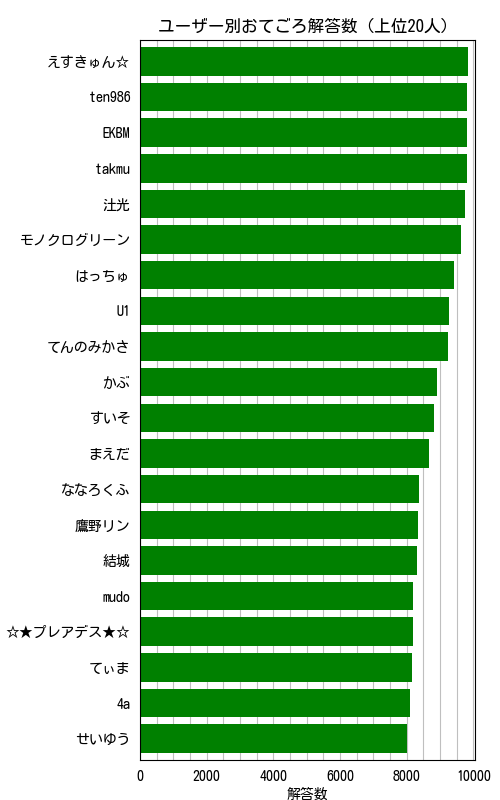 ユーザー別おてごろ解答数（上位20人）
えすきゅん☆
ten986
EKBM
takmu
注光
モノクログリーン
はっちゅ
U1
てんのみかさ
かぶ
すいそ
まえだ
ななろくふ
鷹野リン
結城
mudo
☆★プレアデス★☆
てぃま
4a
せいゆう
0 2000 4000 6000 8000 10000
解答数